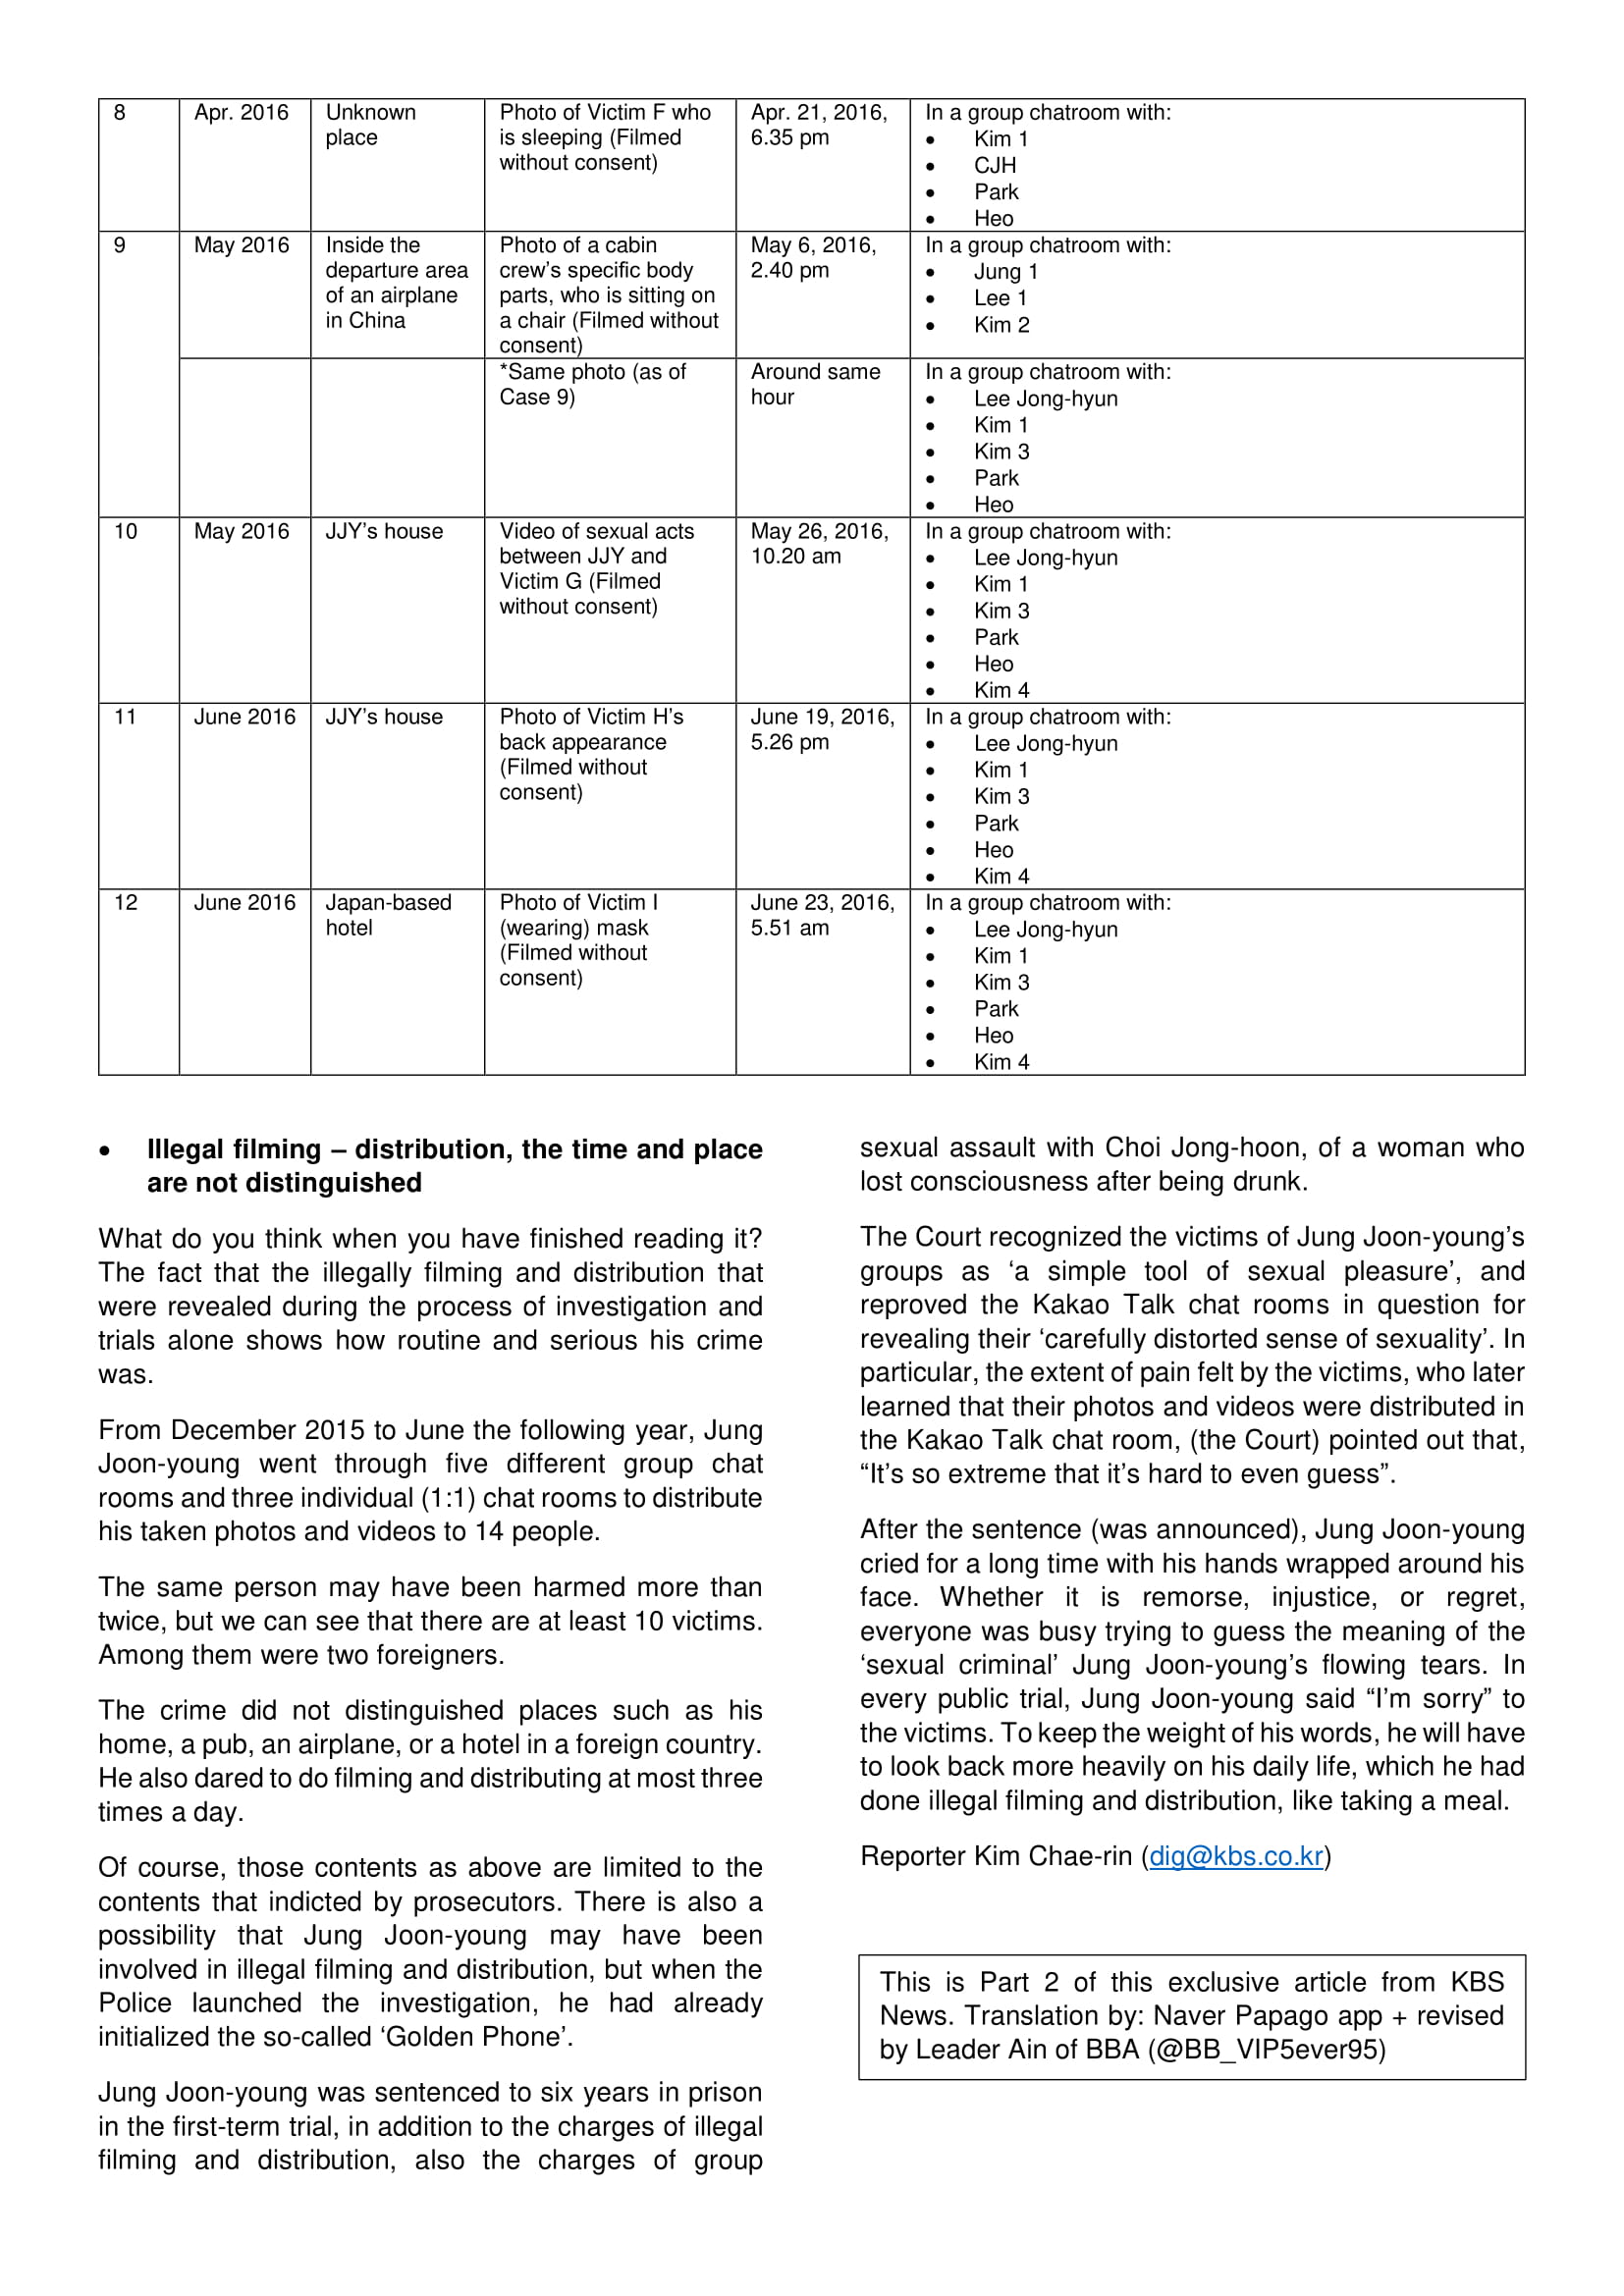 8
Apr. 2016
Unknown
place
Photo of Victim F who
is sleeping (Filmed
without consent)
Apr. 21, 2016,
6.35 pm
In a group chatroom with:
• Kim 1
• CJH
• Park
• Heo
9
May 2016
Inside the
departure area
of an airplane
in China
Photo of a cabin
crew’s specific body
parts, who is sitting on
a chair (Filmed without
consent)
May 6, 2016,
2.40 pm
In a group chatroom with:
• Jung 1
• Lee 1
• Kim 2
*Same photo (as of
Case 9)
Around same
hour
In a group chatroom with:
• Lee Jong-hyun
• Kim 1
• Kim 3
• Park
• Heo
10
May 2016
JJY’s house
Video of sexual acts
between JJY and
Victim G (Filmed
without consent)
May 26, 2016,
10.20 am
In a group chatroom with:
• Lee Jong-hyun
• Kim 1
• Kim 3
• Park
• Heo
• Kim 4
11
June 2016
JJY’s house
Photo of Victim H’s
back appearance
(Filmed without
consent)
June 19, 2016,
5.26 pm
In a group chatroom with:
• Lee Jong-hyun
• Kim 1
• Kim 3
• Park
• Heo
• Kim 4
12
June 2016
Japan-based
hotel
Photo of Victim I
(wearing) mask
(Filmed without
consent)
June 23, 2016,
5.51 am
In a group chatroom with:
• Lee Jong-hyun
• Kim 1
• Kim 3
• Park
• Heo
• Kim 4
• Illegal filming – distribution, the time and place
are not distinguished
What do you think when you have finished reading it?
The fact that the illegally filming and distribution that
were revealed during the process of investigation and
trials alone shows how routine and serious his crime
was.
From December 2015 to June the following year, Jung
Joon-young went through five different group chat
rooms and three individual (1:1) chat rooms to distribute
his taken photos and videos to 14 people.
The same person may have been harmed more than
twice, but we can see that there are at least 10 victims.
Among them were two foreigners.
The crime did not distinguished places such as his
home, a pub, an airplane, or a hotel in a foreign country.
He also dared to do filming and distributing at most three
times a day.
Of course, those contents as above are limited to the
contents that indicted by prosecutors. There is also a
possibility that Jung Joon-young may have been
involved in illegal filming and distribution, but when the
Police launched the investigation, he had already
initialized the so-called ‘Golden Phone’.
Jung Joon-young was sentenced to six years in prison
in the first-term trial, in addition to the charges of illegal
filming and distribution, also the charges of group
sexual assault with Choi Jong-hoon, of a woman who
lost consciousness after being drunk.
The Court recognized the victims of Jung Joon-young’s
groups as ‘a simple tool of sexual pleasure’, and
reproved the Kakao Talk chat rooms in question for
revealing their ‘carefully distorted sense of sexuality’. In
particular, the extent of pain felt by the victims, who later
learned that their photos and videos were distributed in
the Kakao Talk chat room, (the Court) pointed out that,
“It’s so extreme that it’s hard to even guess”.
After the sentence (was announced), Jung Joon-young
cried for a long time with his hands wrapped around his
face. Whether it is remorse, injustice, or regret,
everyone was busy trying to guess the meaning of the
‘sexual criminal’ Jung Joon-young’s flowing tears. In
every public trial, Jung Joon-young said “I’m sorry” to
the victims. To keep the weight of his words, he will have
to look back more heavily on his daily life, which he had
done illegal filming and distribution, like taking a meal.
Reporter Kim Chae-rin (dig@kbs.co.kr)
This is Part 2 of this exclusive article from KBS
News. Translation by: Naver Papago app + revised
by Leader Ain of BBA (@BB_VIP5ever95)